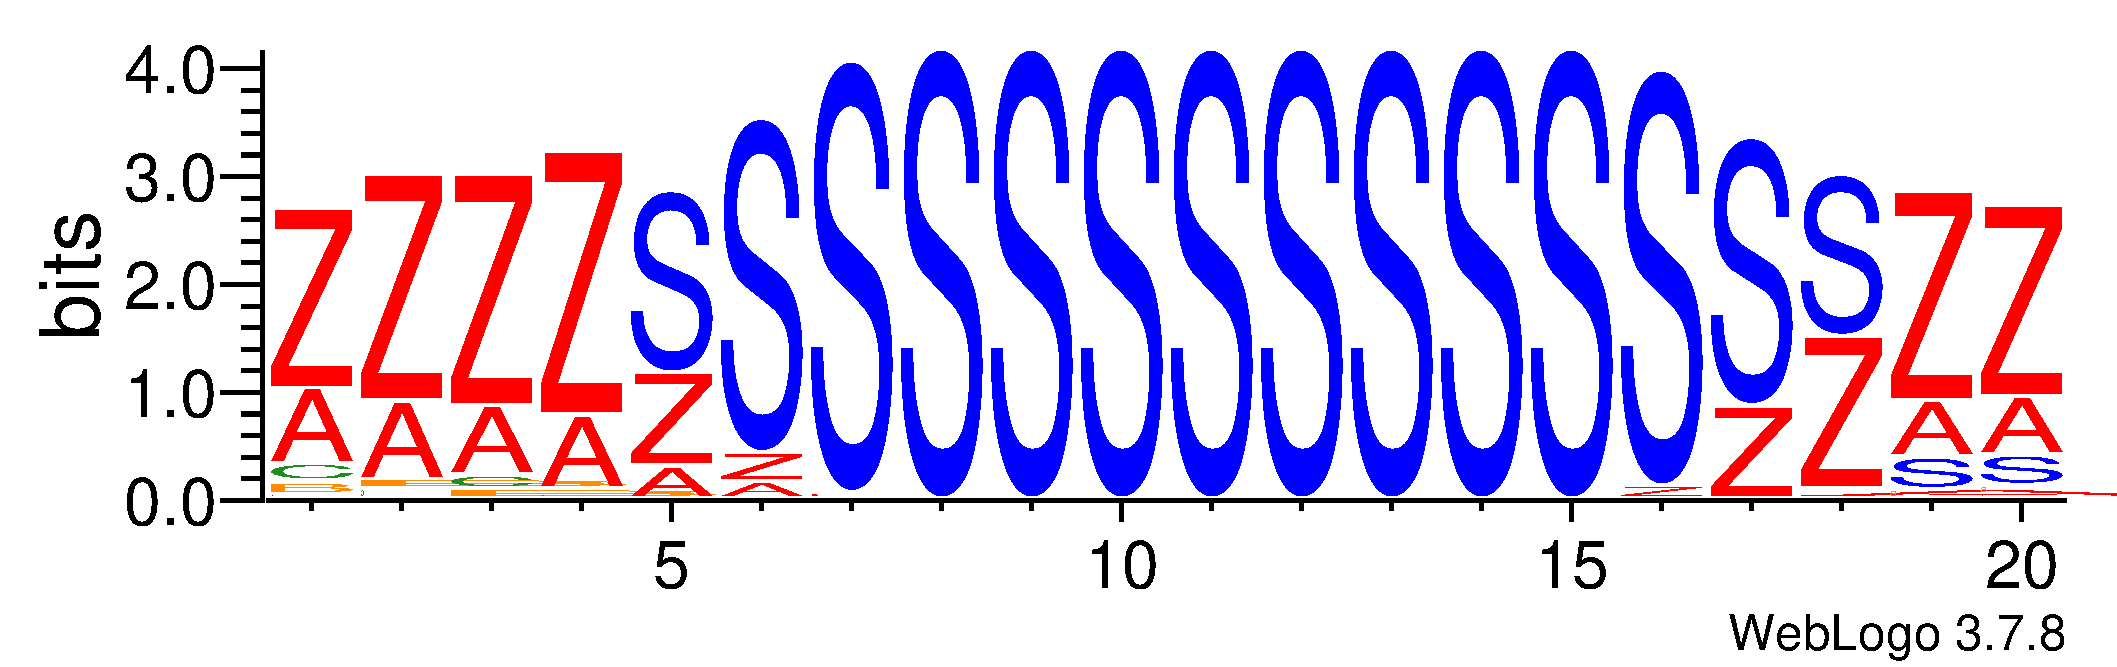 bits
4.0
3.0
2.0
1.0
0.0
Z Z Z Z S S S S S S S S S S S S S S Z Z
A A A A Z Z Z Z Z A A
C C A A S S
B
5 10 15 20
WebLogo 3.7.8